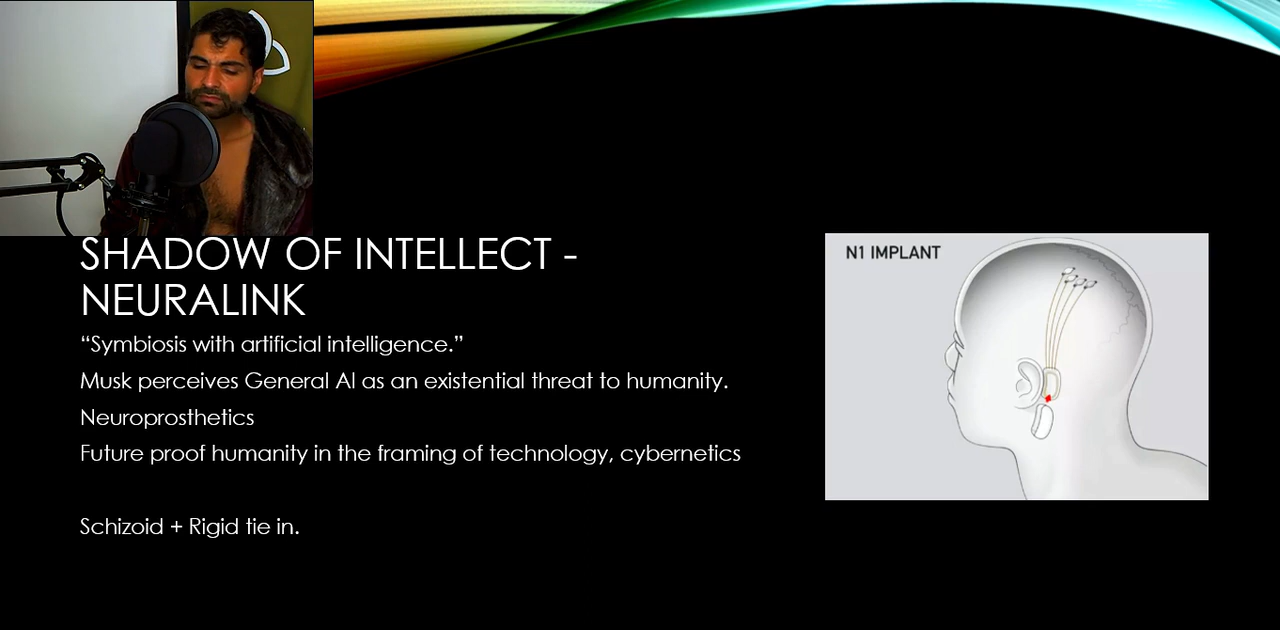 SHADOW OF INTELLECT -
NEURALINK
“Symbiosis with artificial intelligence.”
Musk perceives General AI as an existential threat to humanity.
Neuroprosthetics
Future proof humanity in the framing of technology, cybernetics
Schizoid + Rigid tie in.
N1 IMPLANT